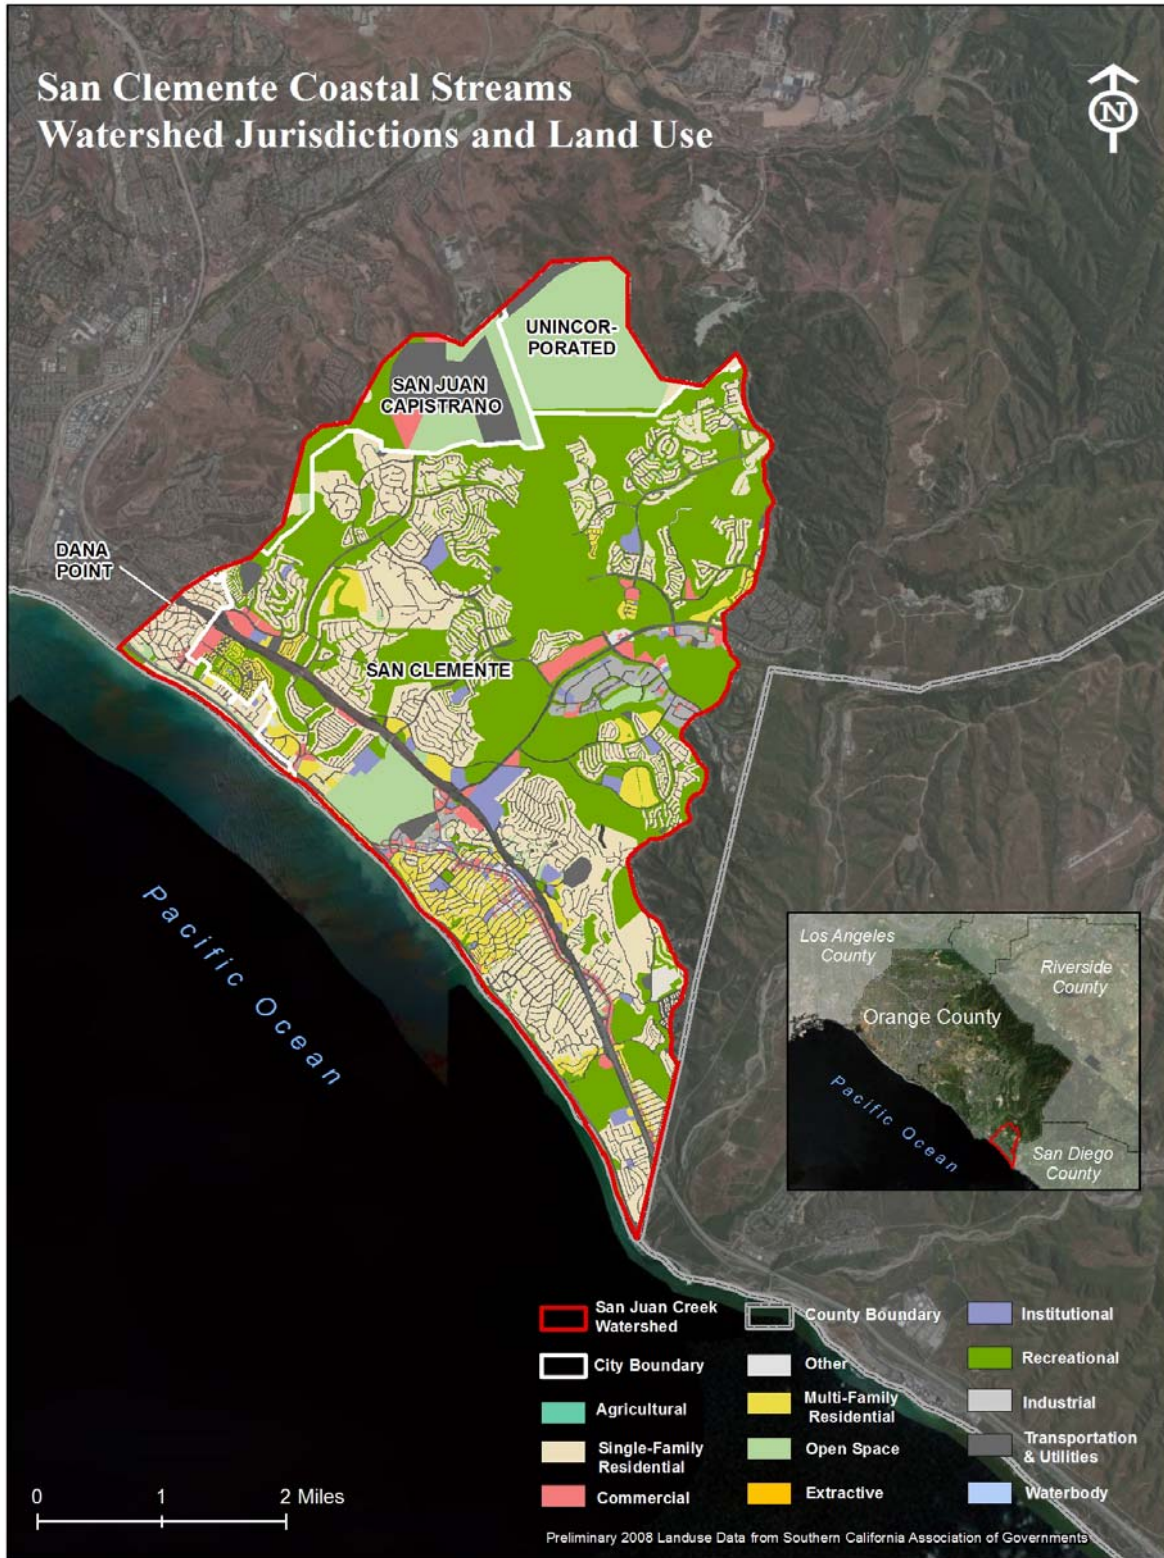 San Clemente Coastal Streams
Watershed Jurisdictions and Land Use
N
UNINCOR-
PORATED
SAN JUAN
CAPISTRANO
DANA
POINT
SAN CLEMENTE
Pacific Ocean
Los Angeles
County
Riverside
County
Orange County
Pacific Ocean
San Diego
County
San Juan Creek
Watershed
City Boundary
Agricultural
Single-Family
Residential
Commercial
County Boundary
Other
Multi-Family
Residential
Open Space
Extractive
Institutional
Recreational
Industrial
Transportation
& Utilities
Waterbody
0 1 2 Miles
Preliminary 2008 Landuse Data from Southern California Association of Governments